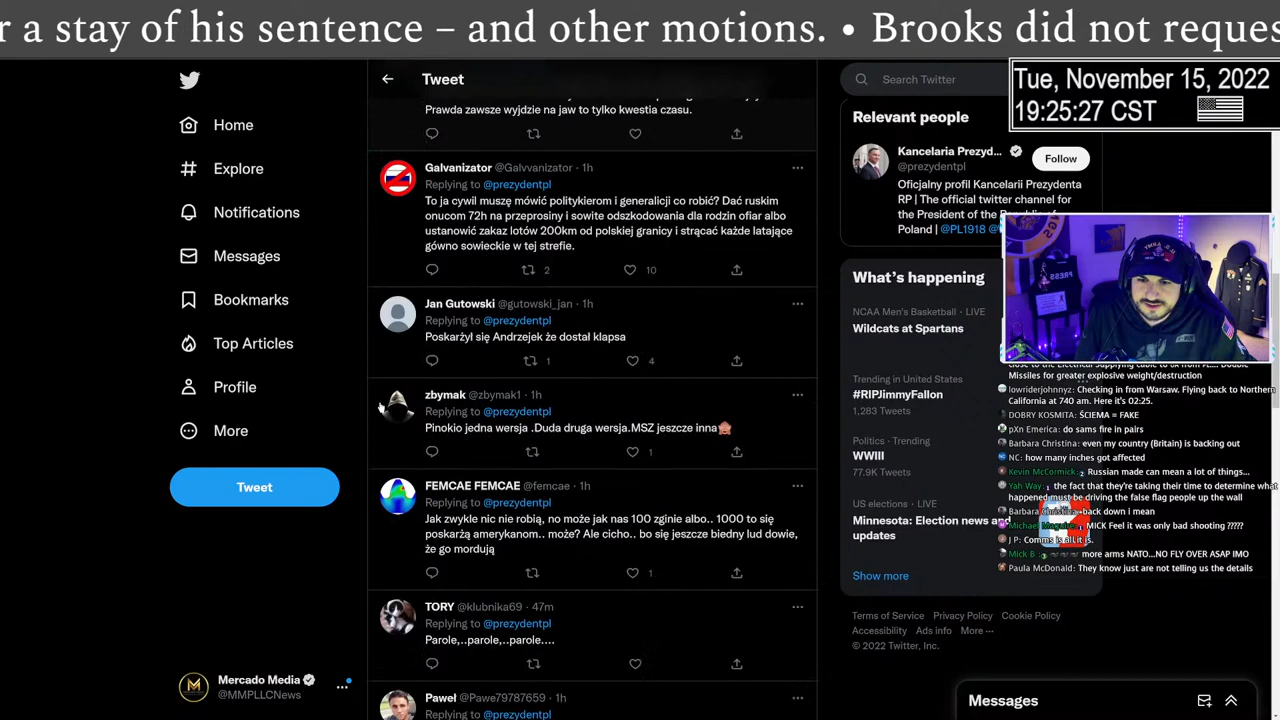 r a stay of his sentence – and other motions. • Brooks did not reques
Tue, November 15, 2022
19:25:27 CST
Home
Explore
Notifications
Messages
Bookmarks
Top Articles
Profile
More
Tweet
Mercado Media
@MMPLLCNews
Tweet
Prawda zawsze wyjdzie na jaw to tylko kwestia czasu.
Galvanizator @Galvvanizator · 1h
Replying to @prezydentpl
To ja cywil muszę mówić politykierom i generalicji co robić? Dać ruskim
onucom 72h na przeprosiny i sowite odszkodowania dla rodzin ofiar albo
ustanowić zakaz lotów 200km od polskiej granicy i strącać każde latające
gówno sowieckie w tej strefie.
2
10
Jan Gutowski @gutowski_jan · 1h
Replying to @prezydentpl
Poskarżył się Andrzejek że dostal klapsa
1
4
zbymak @zbymak1 · 1h
Replying to @prezydentpl
Pinokio jedna wersja .Duda druga wersja.MSZ jeszcze inna
1
FEMCAE FEMCAE @femcae · 1h
Replying to @prezydentpl
Jak zwykle nic nie robią, no może jak nas 100 zginie albo.. 1000 to się
poskarżą amerykanom.. może? Ale cicho.. bo się jeszcze biedny lud dowie,
że go mordują
1
TORY @klubnika69 · 47m
Replying to @prezydentpl
Parole,..parole,..parole....
Paweł @Pawe79787659 · 1h
Replying to @prezydentpl
Search Twitter
Relevant people
Kancelaria Prezyd...
@prezydentpl
Follow
Oficjalny profil Kancelarii Prezydenta
RP | The official twitter channel for
the President of the Rep
Poland | @PL1918 @
What's happening
NCAA Men's Basketball · LIVE
Wildcats at Spartans
Trending in United States
#RIPJimmyFallon
1,283 Tweets
Politics · Trending
WWIII
77.9K Tweets
US elections · LIVE
Minnesota: Election news and
updates
Show more
Terms of Service Privacy Policy Cookie Policy
Accessibility Ads info More
© 2022 Twitter, Inc.
Messages
PRESS
U.S. ARMY
Missiles for greater explosive weight/destruction
lowriderjohnnyz: Checking in from Warsaw. Flying back to Northern
California at 740 am. Here it's 02:25.
DOBRY KOSMITA: ŚCIEMA = FAKE
pXn Emerica: do sams fire in pairs
Barbara Christina: even my country (Britain) is backing out
NC: how many inches got affected
Kevin McCormick: Russian made can mean a lot of things...
Yah Way: the fact that they're taking their time to determine what
happened must be driving the false flag people up the wall
Barbara Christina: back down i mean
Michael Maguire: MICK Feel it was only bad shooting ?????
J P: Comms is all it is.
Mick B: more arms NATO...NO FLY OVER ASAP IMO
Paula McDonald: They know just are not telling us the details